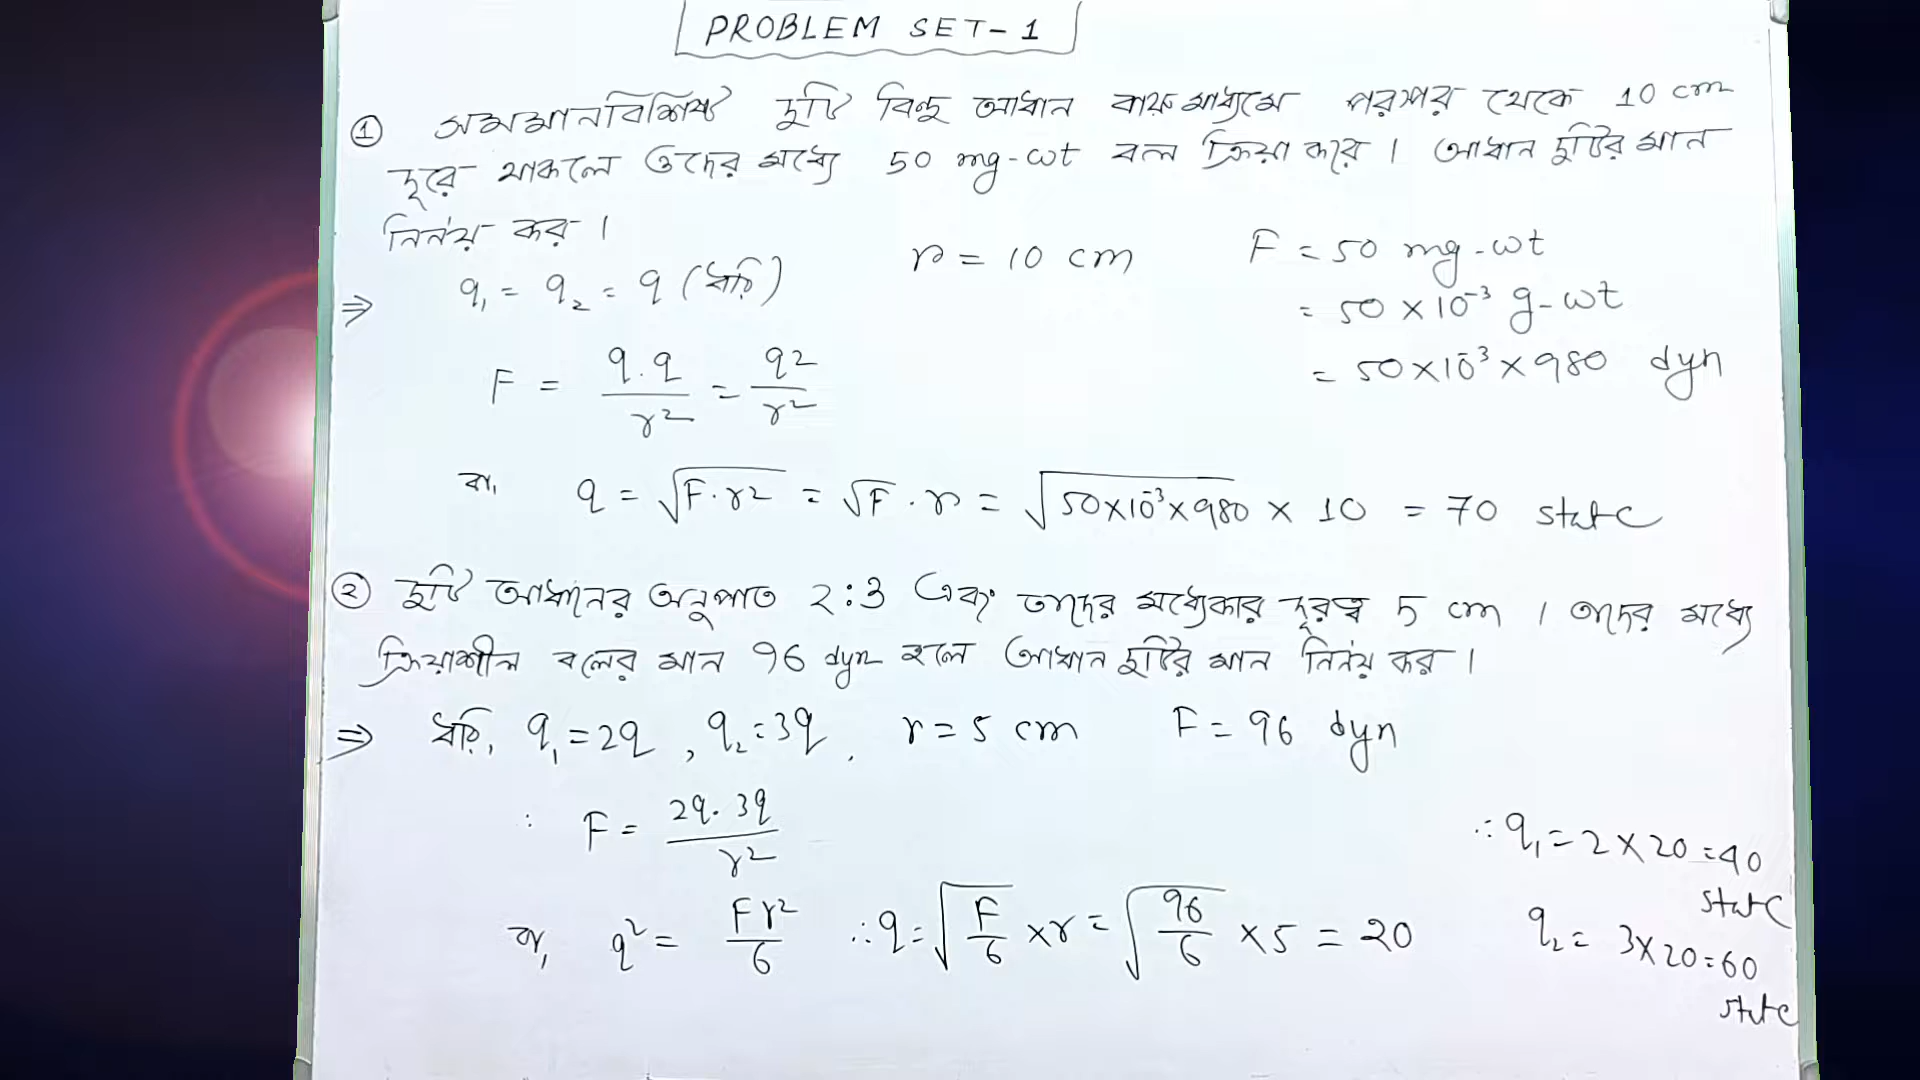 PROBLEM SET-1
① সমমানবিশিষ্ট দুটি বিন্দু আধান বায়ু মাধ্যমে পরস্পর থেকে 10 cm
দূরে থাকলে ওদের মধ্যে 50 mg-wt বল ক্রিয়া করে। আধান দুটির মান
নির্ণয় কর।
⇒ q₁ = q₂ = q (ধরি) r = 10 cm F = 50 mg-wt
= 50 × 10⁻³ g-wt
= 50×10⁻³ × 980 dyn
F = q.q/r² = q²/r²
বা, q = √F.r² = √F . r = √50×10⁻³×980 × 10 = 70 statC
② দুটি আধানের অনুপাত 2:3 এবং তাদের মধ্যেকার দূরত্ব 5 cm । তাদের মধ্যে
ক্রিয়াশীল বলের মান 96 dyn হলে আধান দুটির মান নির্ণয় কর।
⇒ ধরি, q₁=2q , q₂=3q, r=5 cm F=96 dyn
∴ F = 2q.3q/r²
বা, q² = Fr²/6 ∴q=√F/6 ×r = √96/6 ×5 = 20
∴ q₁=2×20=40
statC
q₂= 3×20=60
statC